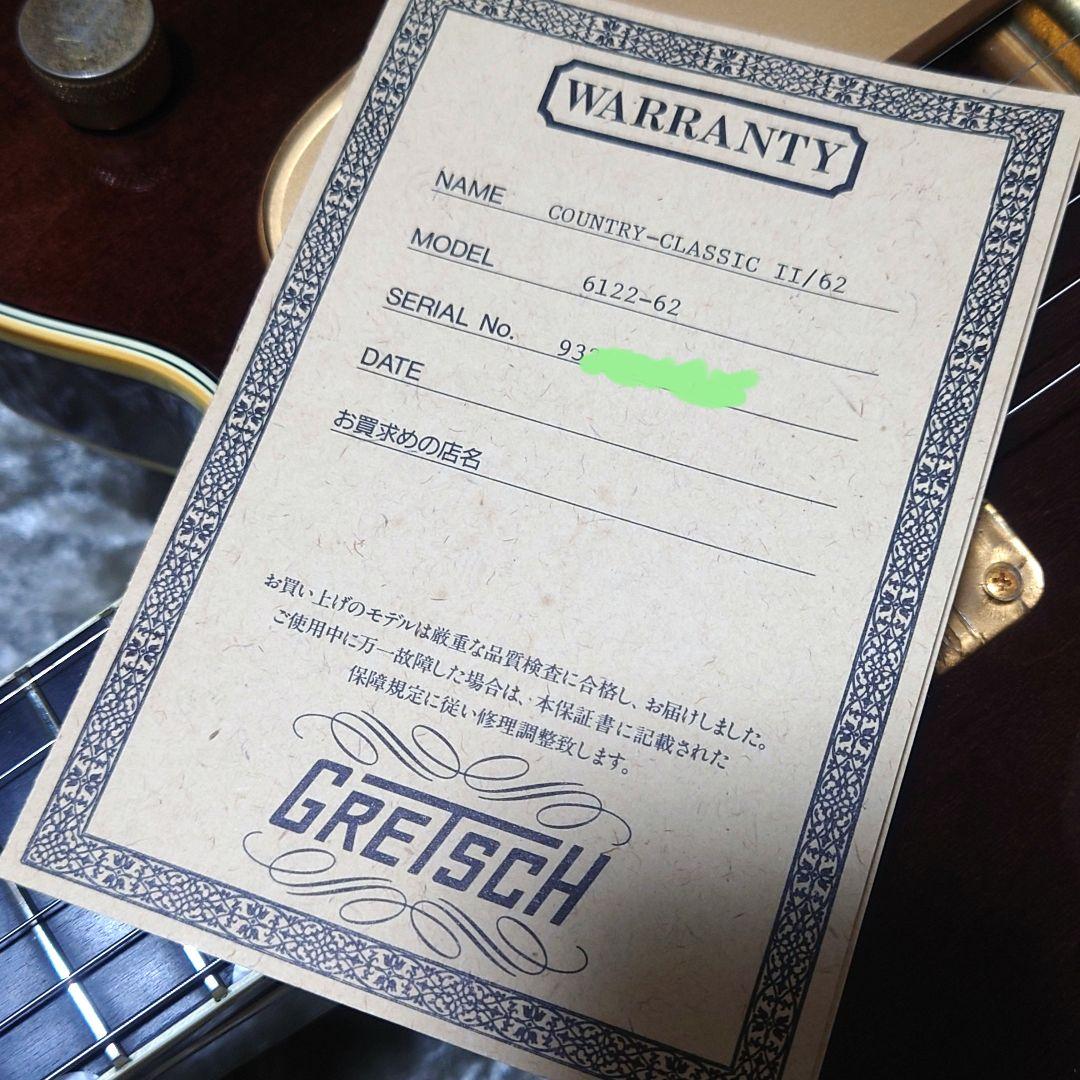 WARRANTY
NAME COUNTRY-CLASSIC II/62
MODEL 6122-62
SERIAL No. 93
DATE
お買求めの店名
お買い上げのモデルは厳重な品質検査に合格し、お届けしました。
ご使用中に万一故障した場合は、本保証書に記載された
保障規定に従い修理調整致します。
GRETSCH